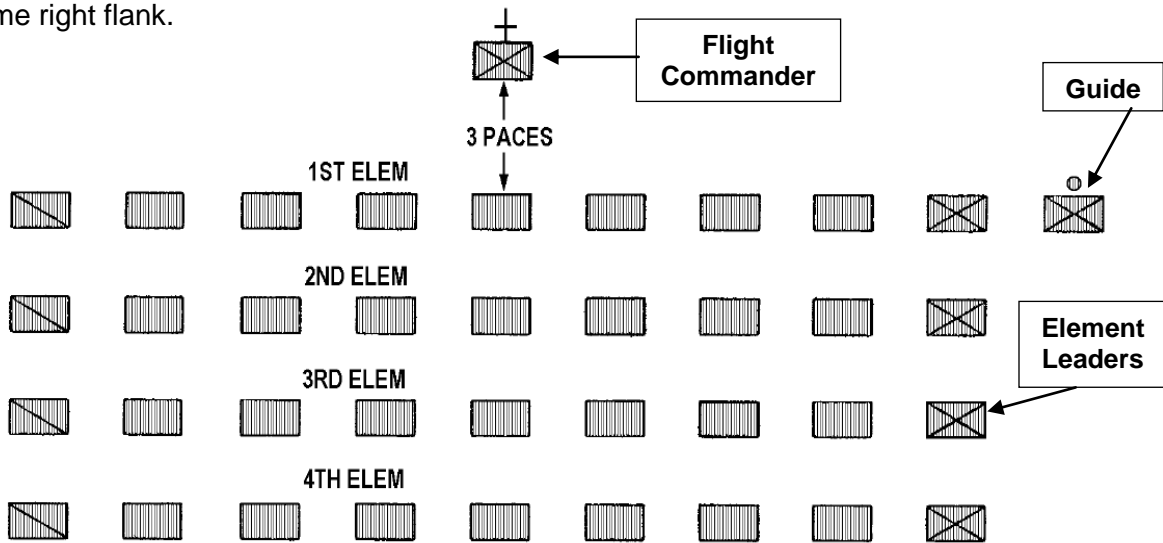 me right flank.
Flight
Commander
Guide
3 PACES
1ST ELEM
2ND ELEM
Element
Leaders
3RD ELEM
4TH ELEM